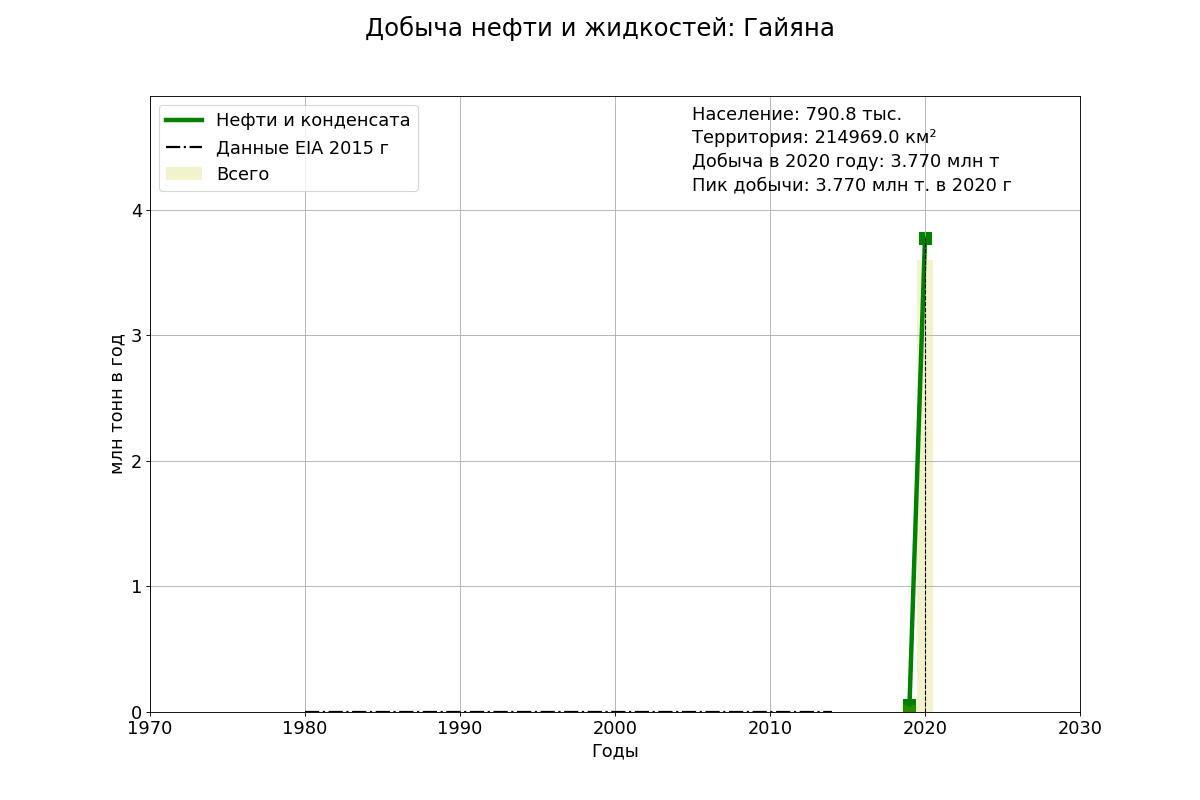 Добыча нефти и жидкостей: Гайяна
Нефти и конденсата
Данные EIA 2015 г
Всего
Население: 790.8 тыс.
Территория: 214969.0 км²
Добыча в 2020 году: 3.770 млн т
Пик добычи: 3.770 млн т. в 2020 г
млн тонн в год
4
3
2
1
0
1970 1980 1990 2000 2010 2020 2030
Годы